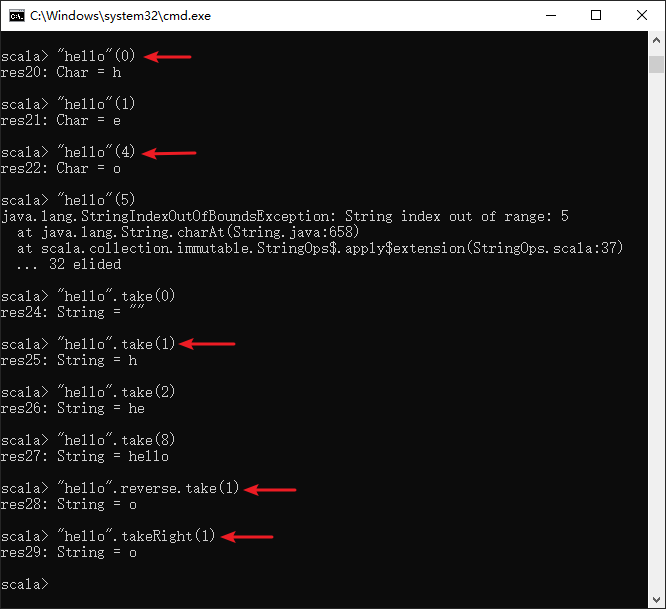 C:\Windows\system32\cmd.exe
scala> "hello"(0)
res20: Char = h
scala> "hello"(1)
res21: Char = e
scala> "hello"(4)
res22: Char = o
scala> "hello"(5)
java.lang.StringIndexOutOfBoundsException: String index out of range: 5
  at java.lang.String.charAt(String.java:658)
  at scala.collection.immutable.StringOps$.apply$extension(StringOps.scala:37)
  ... 32 elided
scala> "hello".take(0)
res24: String = ""
scala> "hello".take(1)
res25: String = h
scala> "hello".take(2)
res26: String = he
scala> "hello".take(8)
res27: String = hello
scala> "hello".reverse.take(1)
res28: String = o
scala> "hello".takeRight(1)
res29: String = o
scala>